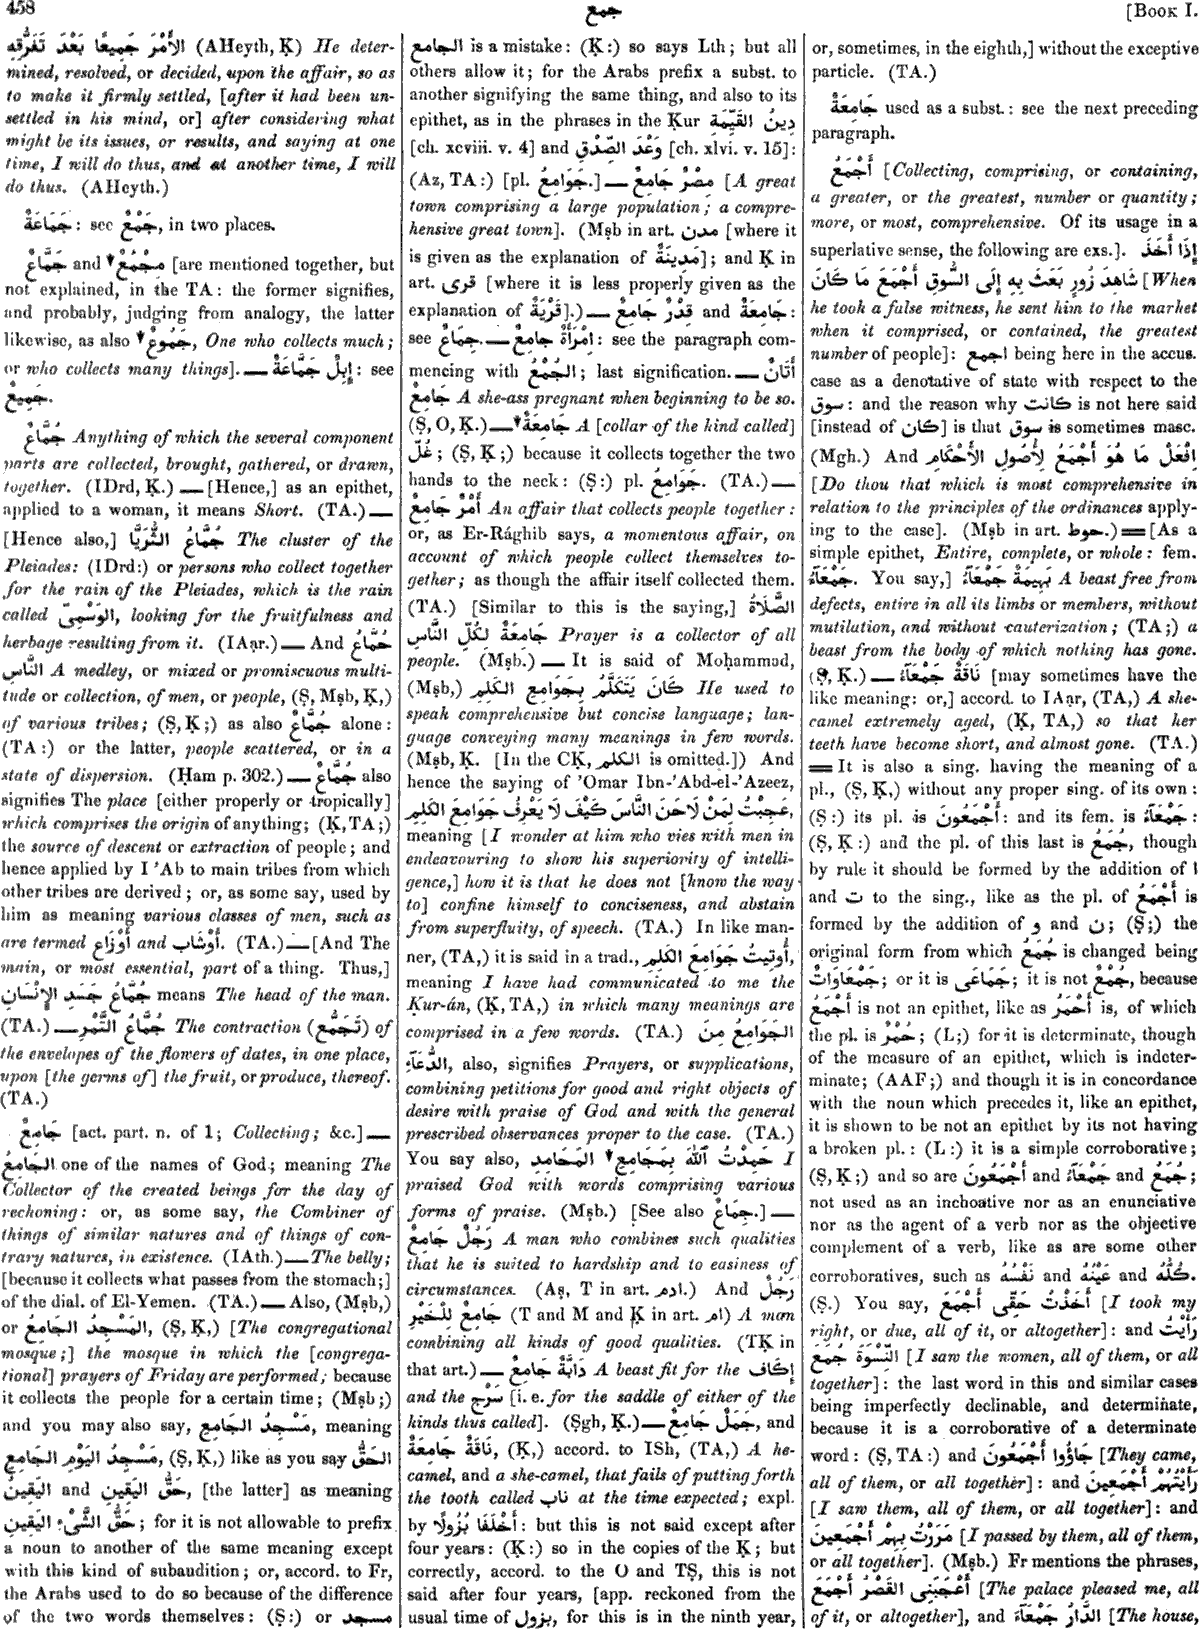 458
جمع
[BOOK I.
الأَمْرَ جَمِيعًا بَعْدَ تَفَرُّقِهِ (AHeyth, Ḳ) He deter-
mined, resolved, or decided, upon the affair, so as
to make it firmly settled, [after it had been un-
settled in his mind, or] after considering what
might be its issues, or results, and saying at one
time, I will do thus, and at another time, I will
do thus. (AHeyth.)
جَمَاعَةٌ: see جَمْعٌ, in two places.
جَمَّاعٌ and ↓ مِجْمَعٌ [are mentioned together, but
not explained, in the TA: the former signifies,
and probably, judging from analogy, the latter
likewise, as also ↓ جَمُوعٌ, One who collects much;
or who collects many things]. — إِبِلٌ جَمَّاعَةٌ: see
جَمِيعٌ.
جُمَّاعٌ Anything of which the several component
parts are collected, brought, gathered, or drawn,
together. (IDrd, Ḳ.) — [Hence,] as an epithet,
applied to a woman, it means Short. (TA.) —
[Hence also,] جُمَّاعُ الثُّرَيَّا The cluster of the
Pleiades: (IDrd:) or persons who collect together
for the rain of the Pleiades, which is the rain
called الوَسْمِىّ, looking for the fruitfulness and
herbage resulting from it. (IAạr.) — And جُمَّاعُ
النَّاسِ A medley, or mixed or promiscuous multi-
tude or collection, of men, or people, (Ṣ, Mṣb, Ḳ,)
of various tribes; (Ṣ, Ḳ;) as also جُمَّاعٌ alone:
(TA:) or the latter, people scattered, or in a
state of dispersion. (Ḥam p. 302.) — جُمَّاعٌ also
signifies The place [either properly or tropically]
which comprises the origin of anything; (Ḳ, TA;)
the source of descent or extraction of people; and
hence applied by I ’Ab to main tribes from which
other tribes are derived; or, as some say, used by
him as meaning various classes of men, such as
are termed أَوْزَاع and أَوْشَاب. (TA.) — [And The
main, or most essential, part of a thing. Thus,]
جُمَّاعُ جَسَدِ الإِنْسَانِ means The head of the man.
(TA.) — جُمَّاعُ التَّمْرِ The contraction (تَجَمُّع) of
the envelopes of the flowers of dates, in one place,
upon [the germs of] the fruit, or produce, thereof.
(TA.)
جَامِعٌ [act. part. n. of 1; Collecting; &c.] —
الجَامِعُ one of the names of God; meaning The
Collector of the created beings for the day of
reckoning: or, as some say, the Combiner of
things of similar natures and of things of con-
trary natures, in existence. (IAth.) — The belly;
[because it collects what passes from the stomach;]
of the dial. of El-Yemen. (TA.) — Also, (Mṣb,)
or المَسْجِدُ الجَامِعُ, (Ṣ, Ḳ,) [The congregational
mosque;] the mosque in which the [congrega-
tional] prayers of Friday are performed; because
it collects the people for a certain time; (Mṣb;)
and you may also say, مَسْجِدُ الجَامِعِ, meaning
مَسْجِدُ اليَوْمِ الجَامِعِ, (Ṣ, Ḳ,) like as you say الحَقُّ
اليَقِينُ and حَقُّ اليَقِينِ, [the latter] as meaning
حَقُّ الشَّىْءِ اليَقِينِ; for it is not allowable to prefix
a noun to another of the same meaning except
with this kind of subaudition; or, accord. to Fr,
the Arabs used to do so because of the difference
of the two words themselves: (Ṣ:) or مسجد
الجامع is a mistake: (Ḳ:) so says Lth; but all
others allow it; for the Arabs prefix a subst. to
another signifying the same thing, and also to its
epithet, as in the phrases in the Ḳur دِينُ القَيِّمَةِ
[ch. xcviii. v. 4] and وَعْدَ الصِّدْقِ [ch. xlvi. v. 15]:
(Az, TA:) [pl. جَوَامِعُ.] — مِصْرٌ جَامِعٌ [A great
town comprising a large population; a compre-
hensive great town]. (Mṣb in art. مدن [where it
is given as the explanation of مَدِينَةٌ]; and Ḳ in
art. قرى [where it is less properly given as the
explanation of قَرْيَةٌ].) — قِدْرٌ جَامِعٌ and جَامِعَةٌ:
see جِمَاعٌ. — اِمْرَأَةٌ جَامِعٌ: see the paragraph com-
mencing with الجُمْعُ; last signification. — أَتَانٌ
جَامِعٌ A she-ass pregnant when beginning to be so.
(Ṣ, O, Ḳ.) — ↓ جَامِعَةٌ A [collar of the kind called]
غُلّ; (Ṣ, Ḳ;) because it collects together the two
hands to the neck: (Ṣ:) pl. جَوَامِعُ. (TA.) —
أَمْرٌ جَامِعٌ An affair that collects people together:
or, as Er-Rághib says, a momentous affair, on
account of which people collect themselves to-
gether; as though the affair itself collected them.
(TA.) [Similar to this is the saying,] الصَّلَاةُ
جَامِعَةٌ لِكُلِّ النَّاسِ Prayer is a collector of all
people. (Mṣb.) — It is said of Moḥammad,
(Mṣb,) كَانَ يَتَكَلَّمُ بِجَوَامِعِ الكَلِمِ He used to
speak comprehensive but concise language; lan-
guage conveying many meanings in few words.
(Mṣb, Ḳ. [In the CḲ, الكلم is omitted.]) And
hence the saying of ’Omar Ibn-’Abd-el-’Azeez,
عَجِبْتُ لِمَنْ لَاحَنَ النَّاسَ كَيْفَ لَا يَعْرِفُ جَوَامِعَ الكَلِمِ,
meaning [I wonder at him who vies with men in
endeavouring to show his superiority of intelli-
gence,] how it is that he does not [know the way
to] confine himself to conciseness, and abstain
from superfluity, of speech. (TA.) In like man-
ner, (TA,) it is said in a trad., أُوتِيتُ جَوَامِعَ الكَلِمِ,
meaning I have had communicated to me the
Ḳur-án, (Ḳ, TA,) in which many meanings are
comprised in a few words. (TA.) الجَوَامِعُ مِنَ
الدُّعَآءِ, also, signifies Prayers, or supplications,
combining petitions for good and right objects of
desire with praise of God and with the general
prescribed observances proper to the case. (TA.)
You say also, حَمِدْتُ ٱللّٰهَ بِمَجَامِعِ ↓ المَحَامِدِ I
praised God with words comprising various
forms of praise. (Mṣb.) [See also جِمَاعٌ.] —
رَجُلٌ جَامِعٌ A man who combines such qualities
that he is suited to hardship and to easiness of
circumstances. (Aṣ, T in art. ادم.) And رَجُلٌ
جَامِعٌ لِلْخَيْرِ (T and M and Ḳ in art. ام) A man
combining all kinds of good qualities. (TḲ in
that art.) — دَابَّةٌ جَامِعٌ A beast fit for the إِكَاف
and the سَرْج [i. e. for the saddle of either of the
kinds thus called]. (Ṣgh, Ḳ.) — جَمَلٌ جَامِعٌ, and
نَاقَةٌ جَامِعَةٌ, (Ḳ,) accord. to ISh, (TA,) A he-
camel, and a she-camel, that fails of putting forth
the tooth called ناب at the time expected; expl.
by أَخْلَفَا بُزُولًا: but this is not said except after
four years: (Ḳ:) so in the copies of the Ḳ; but
correctly, accord. to the O and TṢ, this is not
said after four years, [app. reckoned from the
usual time of بزول, for this is in the ninth year,
or, sometimes, in the eighth,] without the exceptive
particle. (TA.)
جَامِعَةٌ used as a subst.: see the next preceding
paragraph.
أَجْمَعُ [Collecting, comprising, or containing,
a greater, or the greatest, number or quantity;
more, or most, comprehensive. Of its usage in a
superlative sense, the following are exs.]. إِذَا أَخَذَ
شَاهِدَ زُورٍ بَعَثَ بِهِ إِلَى السُّوقِ أَجْمَعَ مَا كَانَ [When
he took a false witness, he sent him to the market
when it comprised, or contained, the greatest
number of people]: اجمع being here in the accus.
case as a denotative of state with respect to the
سوق: and the reason why كانت is not here said
[instead of كان] is that سوق is sometimes masc.
(Mgh.) And اِفْعَلْ مَا هُوَ أَجْمَعُ لِأُصُولِ الأَحْكَامِ
[Do thou that which is most comprehensive in
relation to the principles of the ordinances apply-
ing to the case]. (Mṣb in art. حوط.) = [As a
simple epithet, Entire, complete, or whole: fem.
جَمْعَآءُ. You say,] بَهِيمَةٌ جَمْعَآءُ A beast free from
defects, entire in all its limbs or members, without
mutilation, and without cauterization; (TA;) a
beast from the body of which nothing has gone.
(Ṣ, Ḳ.) — نَاقَةٌ جَمْعَآءُ [may sometimes have the
like meaning: or,] accord. to IAạr, (TA,) A she-
camel extremely aged, (Ḳ, TA,) so that her
teeth have become short, and almost gone. (TA.)
= It is also a sing. having the meaning of a
pl., (Ṣ, Ḳ,) without any proper sing. of its own:
(Ṣ:) its pl. is أَجْمَعُونَ: and its fem. is جَمْعَآءُ:
(Ṣ, Ḳ:) and the pl. of this last is جُمَعُ, though
by rule it should be formed by the addition of ا
and ت to the sing., like as the pl. of أَجْمَعُ is
formed by the addition of و and ن; (Ṣ;) the
original form from which جُمَعُ is changed being
جَمْعَاوَاتٌ; or it is جَمَاعَى; it is not جُمْعٌ, because
أَجْمَعُ is not an epithet, like as أَحْمَرُ is, of which
the pl. is حُمْرٌ; (L;) for it is determinate, though
of the measure of an epithet, which is indeter-
minate; (AAF;) and though it is in concordance
with the noun which precedes it, like an epithet,
it is shown to be not an epithet by its not having
a broken pl.: (L:) it is a simple corroborative;
(Ṣ, Ḳ;) and so are أَجْمَعُونَ and جَمْعَآءُ and جُمَعُ;
not used as an inchoative nor as an enunciative
nor as the agent of a verb nor as the objective
complement of a verb, like as are some other
corroboratives, such as نَفْسُهُ and عَيْنُهُ and كُلُّهُ.
(Ṣ.) You say, أَخَذْتُ حَقِّى أَجْمَعَ [I took my
right, or due, all of it, or altogether]: and رَأَيْتُ
النِّسْوَةَ جُمَعَ [I saw the women, all of them, or all
together]: the last word in this and similar cases
being imperfectly declinable, and determinate,
because it is a corroborative of a determinate
word: (Ṣ, TA:) and جَاؤُوا أَجْمَعُونَ [They came,
all of them, or all together]: and رَأَيْتُهُمْ أَجْمَعِينَ
[I saw them, all of them, or all together]: and
مَرَرْتُ بِهِمْ أَجْمَعِينَ [I passed by them, all of them,
or all together]. (Mṣb.) Fr mentions the phrases,
أَعْجَبَنِى القَصْرُ أَجْمَعَ [The palace pleased me, all
of it, or altogether], and الدَّارُ جَمْعَآءَ [The house,